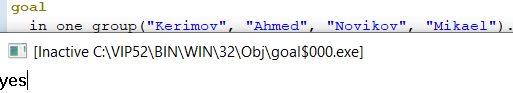 goal
in_one_group("Kerimov", "Ahmed", "Novikov", "Mikael").
[Inactive C:\VIP52\BIN\WIN\32\Obj\goal$000.exe]
yes